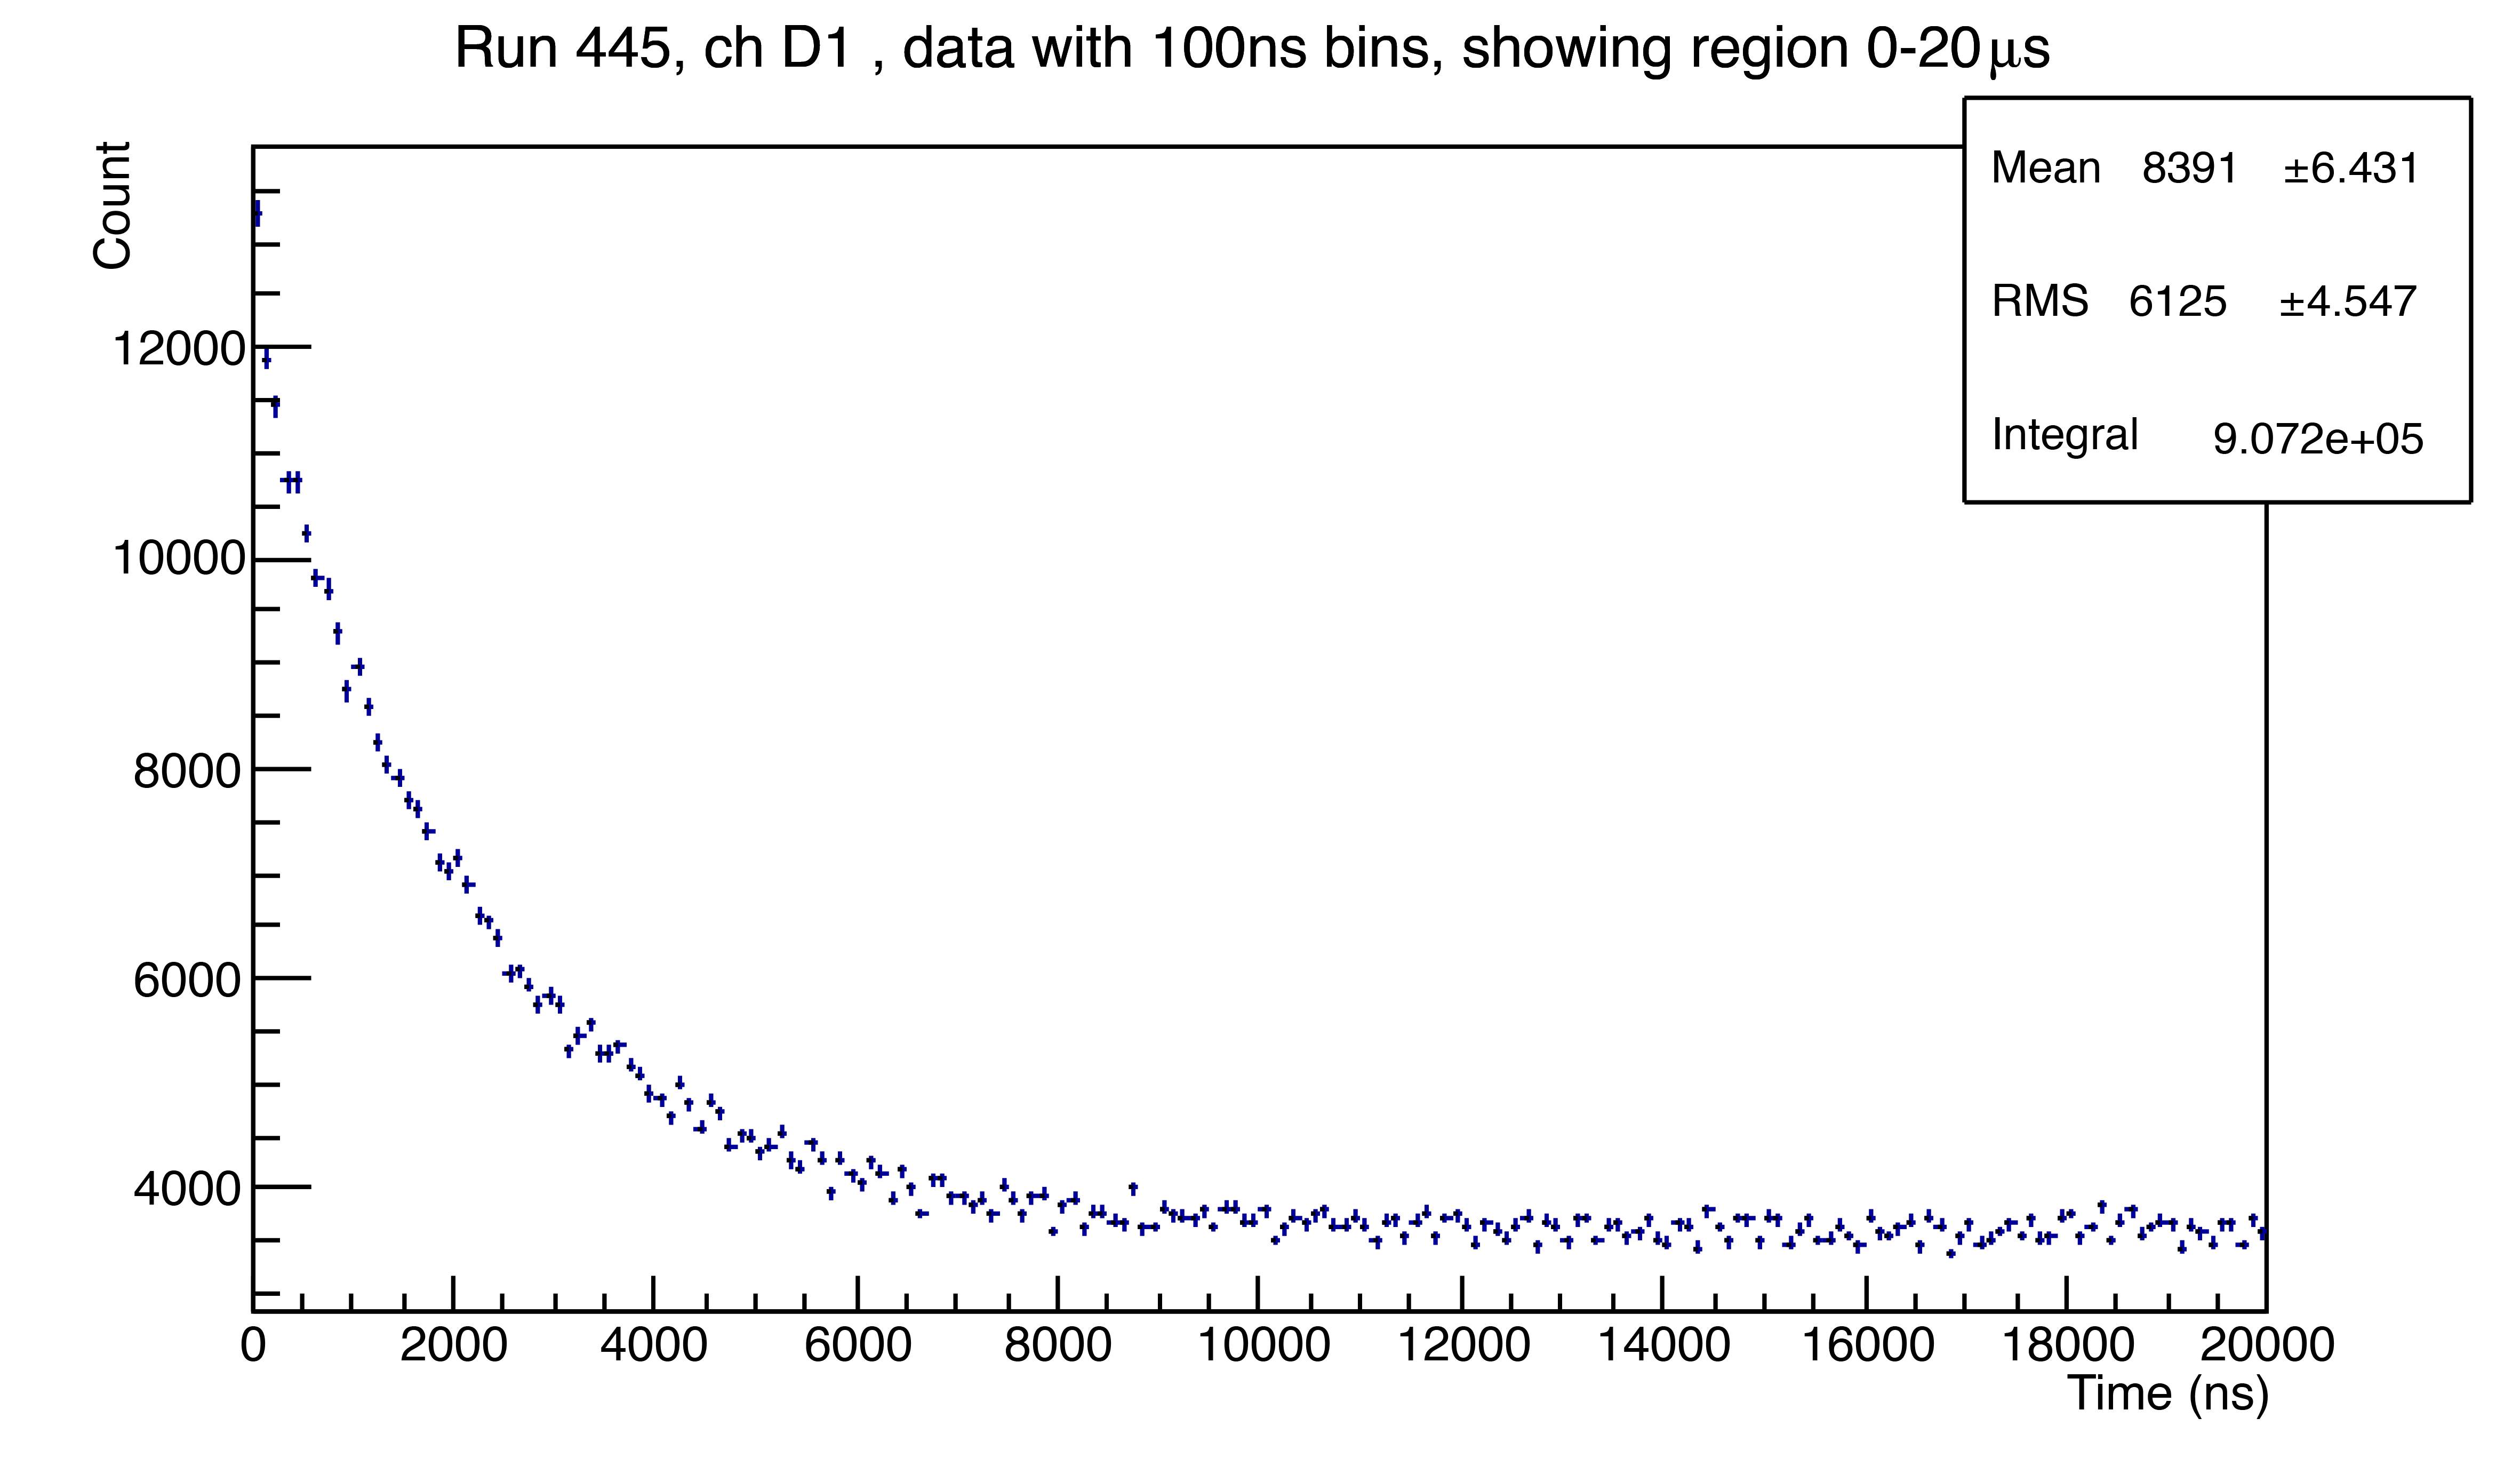 Run 445, ch D1 , data with 100ns bins, showing region 0-20μs
Count
Mean 8391 ±6.431
RMS 6125 ±4.547
Integral 9.072e+05
12000
10000
8000
6000
4000
0 2000 4000 6000 8000 10000 12000 14000 16000 18000 20000
Time (ns)